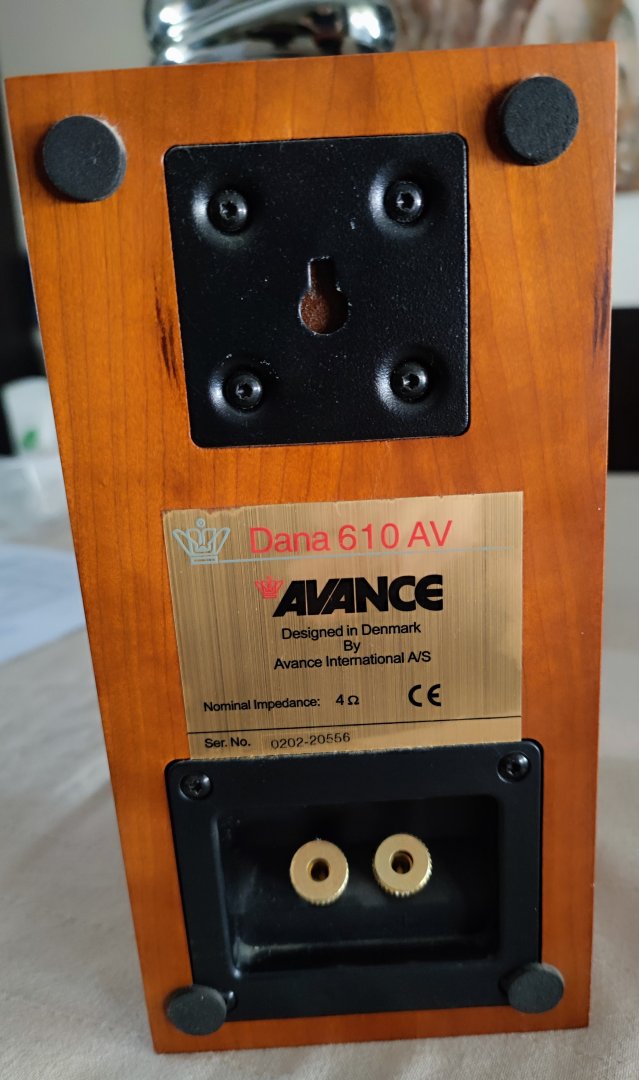 Dana 610 AV
AVANCE
Designed in Denmark
By
Avance International A/S
Nominal Impedance: 4 Ω CE
Ser. No. 0202-20556